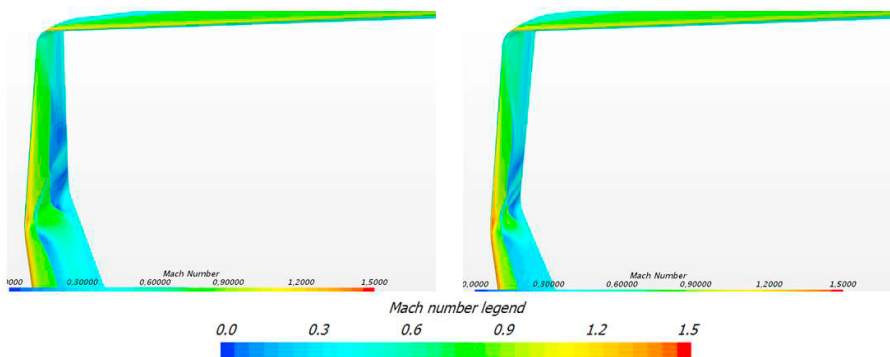 Mach Number
0000 0,30000 0,60000 0,90000 1,2000 1,5000
Mach Number
0,0000 0,30000 0,60000 0,90000 1,2000 1,5000
Mach number legend
0.0 0.3 0.6 0.9 1.2 1.5